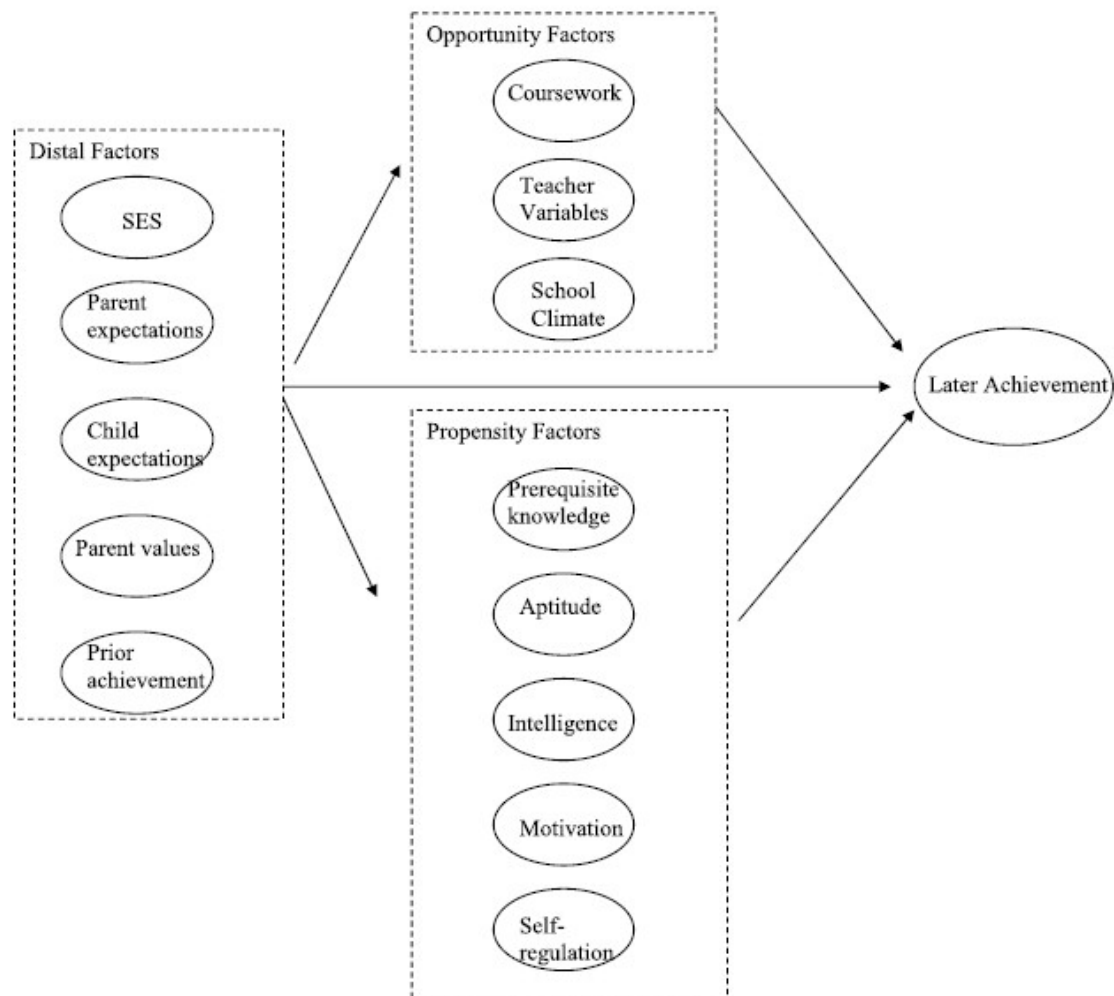 Opportunity Factors
Coursework
Teacher
Variables
School
Climate
Distal Factors
SES
Parent
expectations
Child
expectations
Parent values
Prior
achievement
Later Achievement
Propensity Factors
Prerequisite
knowledge
Aptitude
Intelligence
Motivation
Self-
regulation